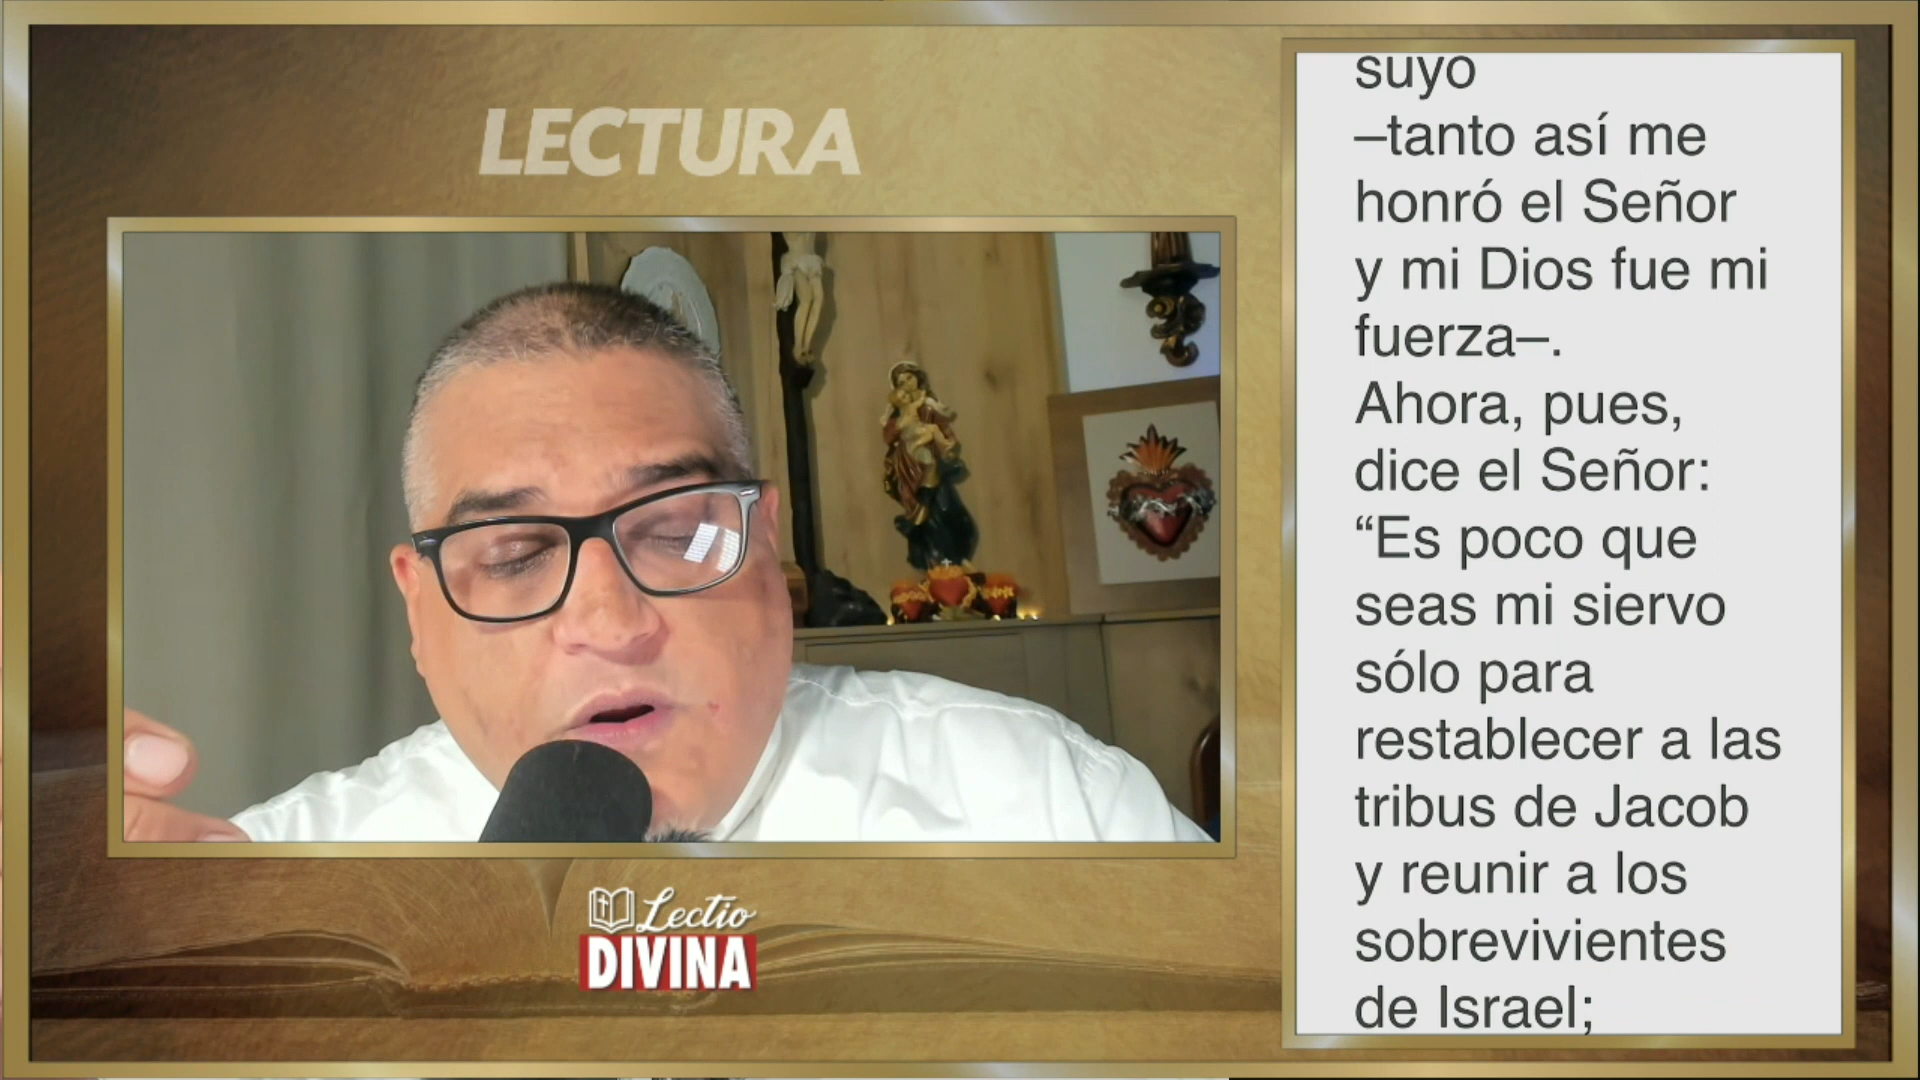 LECTURA
Lectio
DIVINA
suyo
–tanto así me
honró el Señor
y mi Dios fue mi
fuerza–.
Ahora, pues,
dice el Señor:
“Es poco que
seas mi siervo
sólo para
restablecer a las
tribus de Jacob
y reunir a los
sobrevivientes
de Israel;